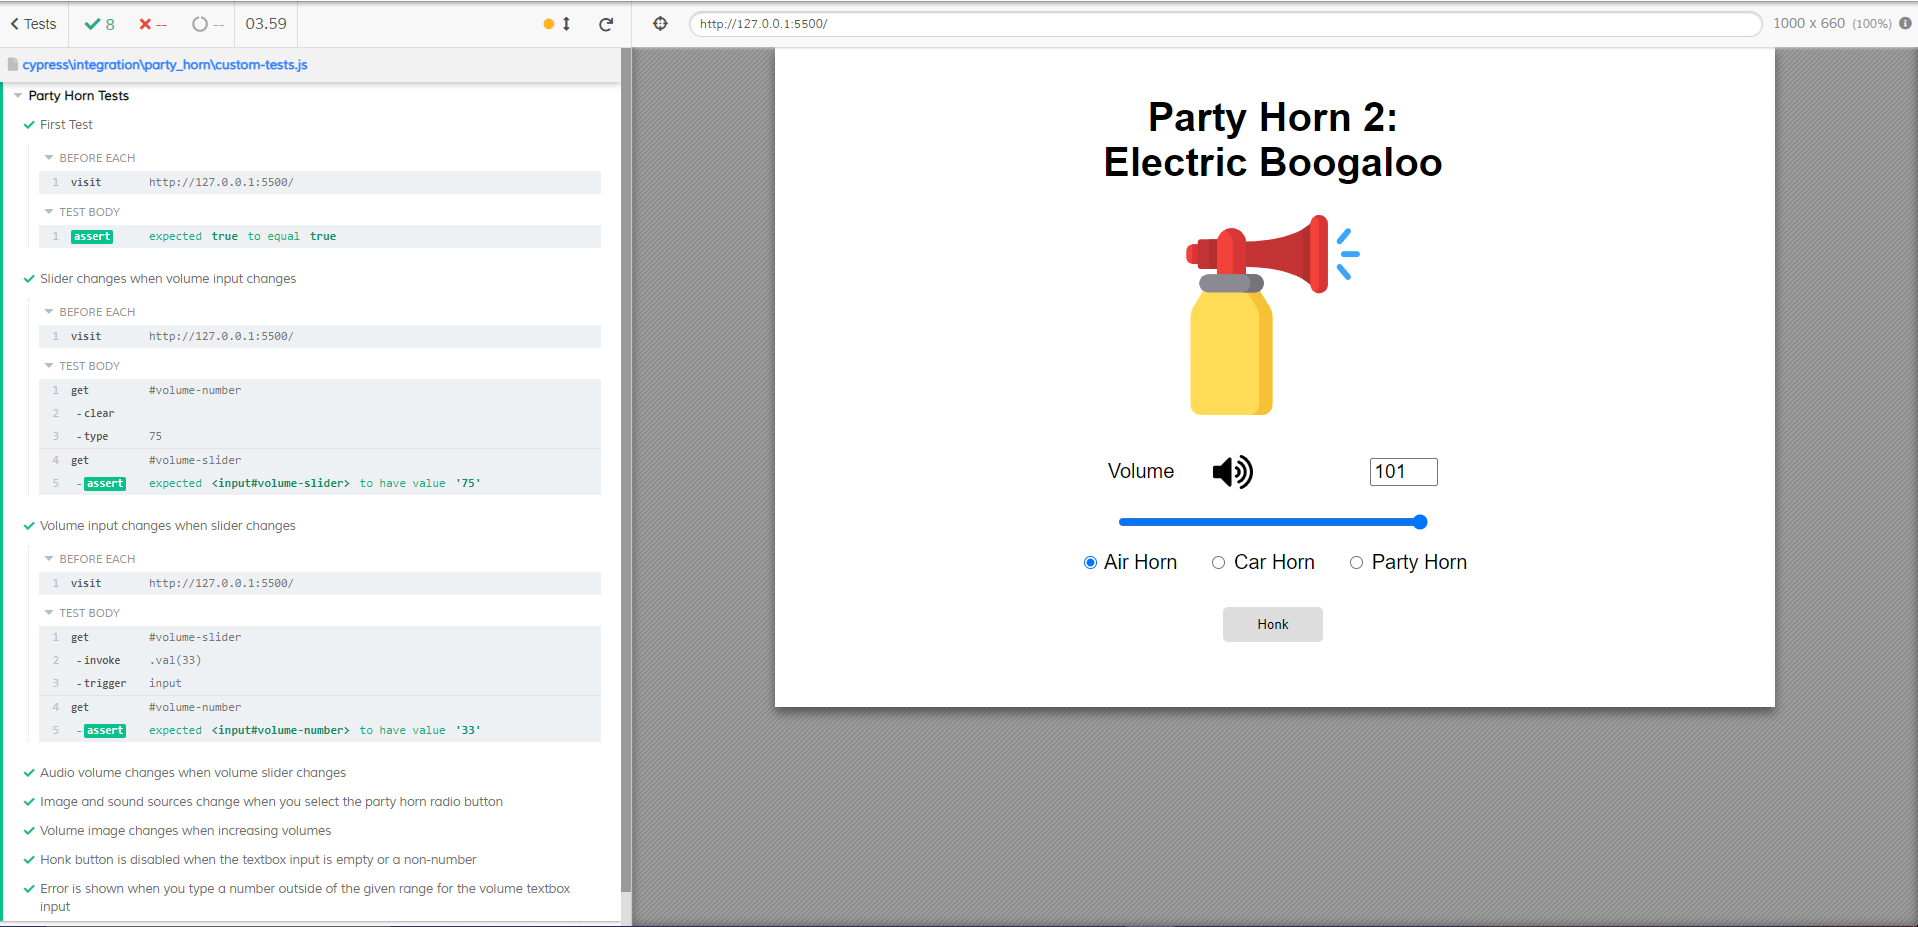 Tests 8 -- -- 03.59
http://127.0.0.1:5500/ 1000 x 660 (100%) i
cypress\integration\party_horn\custom-tests.js
Party Horn Tests
First Test
BEFORE EACH
1 visit http://127.0.0.1:5500/
TEST BODY
1 assert expected true to equal true
Slider changes when volume input changes
BEFORE EACH
1 visit http://127.0.0.1:5500/
TEST BODY
1 get #volume-number
2 -clear
3 -type 75
4 get #volume-slider
5 -assert expected <input#volume-slider> to have value '75'
Volume input changes when slider changes
BEFORE EACH
1 visit http://127.0.0.1:5500/
TEST BODY
1 get #volume-slider
2 -invoke .val(33)
3 -trigger input
4 get #volume-number
5 -assert expected <input#volume-number> to have value '33'
Audio volume changes when volume slider changes
Image and sound sources change when you select the party horn radio button
Volume image changes when increasing volumes
Honk button is disabled when the textbox input is empty or a non-number
Error is shown when you type a number outside of the given range for the volume textbox
input
Party Horn 2:
Electric Boogaloo
Volume 101
Air Horn Car Horn Party Horn
Honk